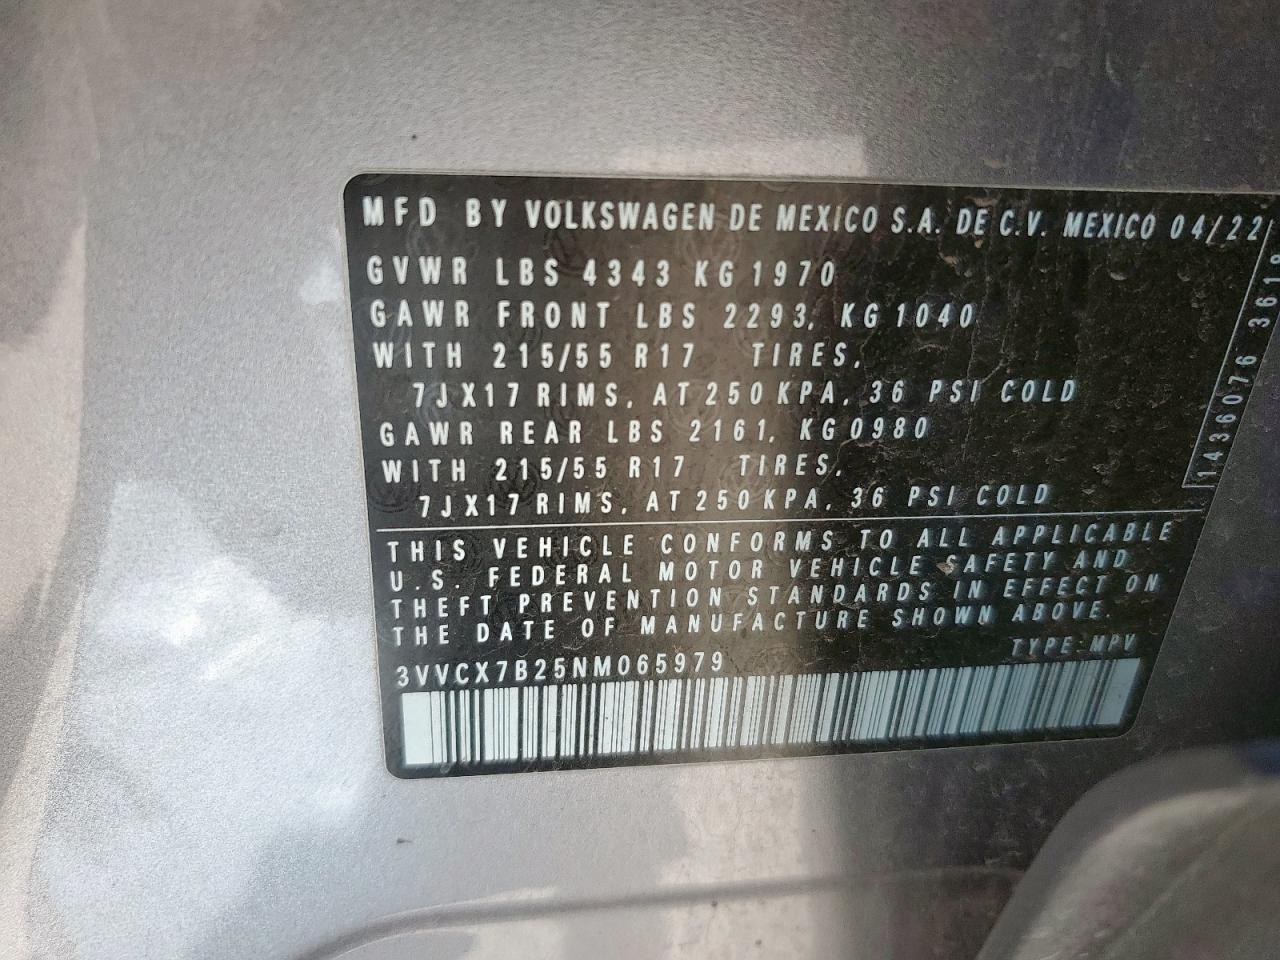 MFD BY VOLKSWAGEN DE MEXICO S.A. DE C.V. MEXICO 04/22
GVWR LBS 4343 KG 1970
GAWR FRONT LBS 2293, KG 1040
WITH 215/55 R17 TIRES,
7JX17 RIMS, AT 250 KPA, 36 PSI COLD
GAWR REAR LBS 2161, KG 0980
WITH 215/55 R17 TIRES,
7JX17 RIMS, AT 250 KPA, 36 PSI COLD
THIS VEHICLE CONFORMS TO ALL APPLICABLE
U.S. FEDERAL MOTOR VEHICLE SAFETY AND
THEFT PREVENTION STANDARDS IN EFFECT ON
THE DATE OF MANUFACTURE SHOWN ABOVE.
TYPE: MPV
3VVCX7B25NM065979
1436076